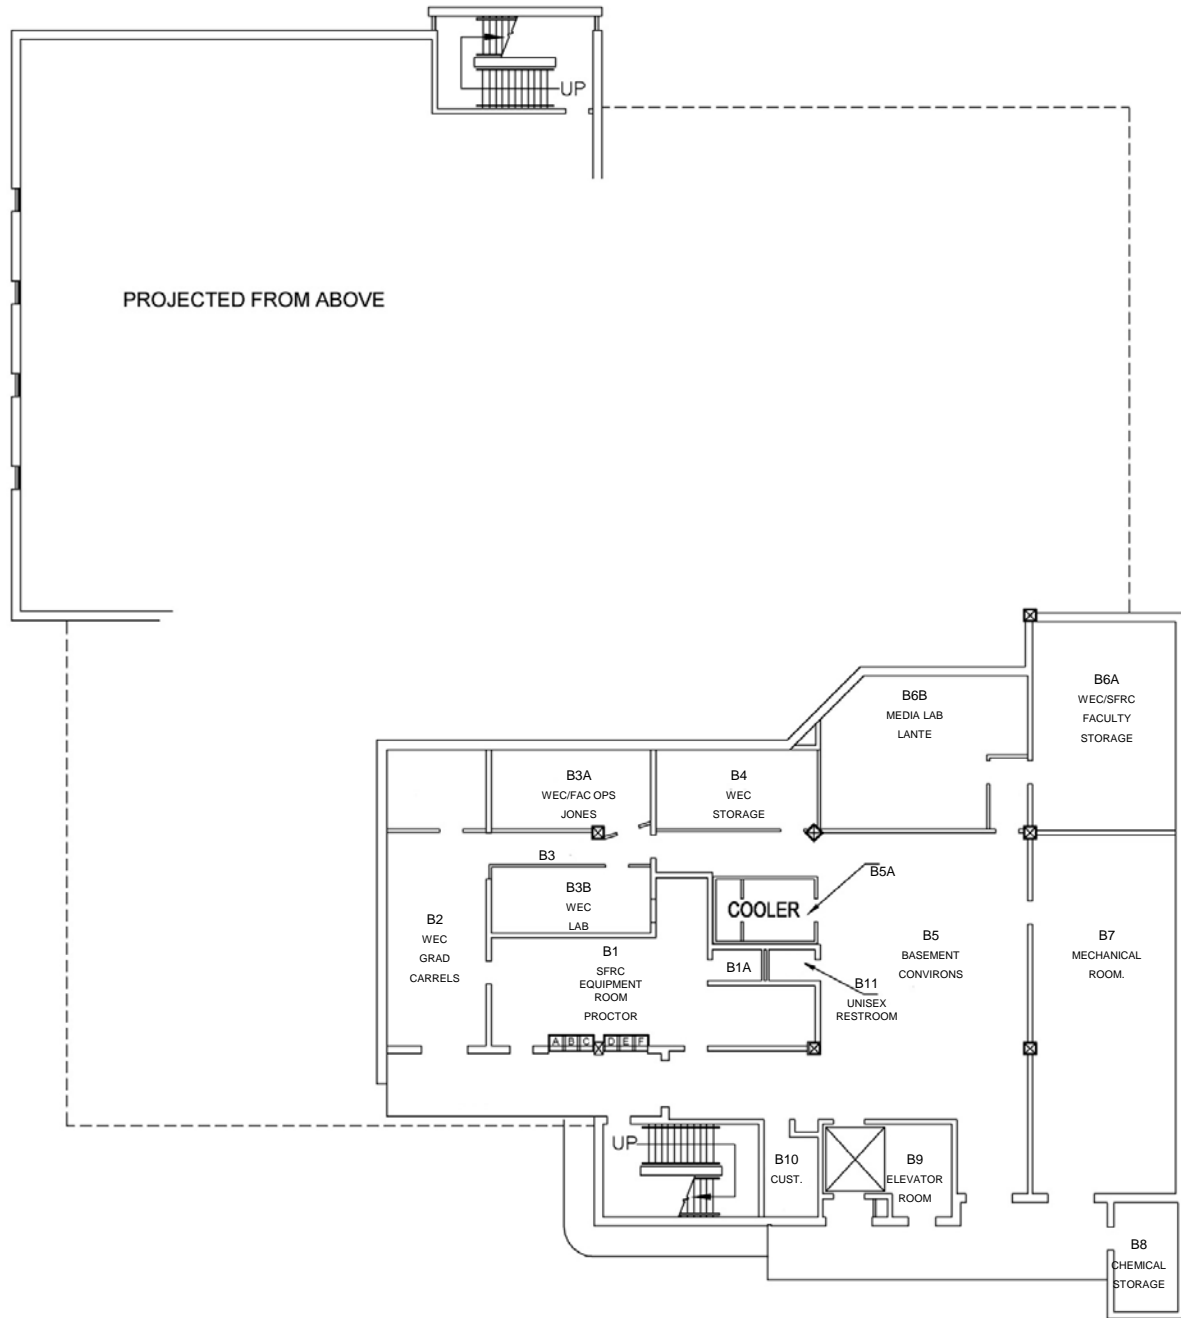 UP
PROJECTED FROM ABOVE
B6A
WEC/SFRC
FACULTY
STORAGE
B6B
MEDIA LAB
LANTE
B3A
WEC/FAC OPS
JONES
B4
WEC
STORAGE
B3
B5A
B3B
WEC
LAB
COOLER
B2
WEC
GRAD
CARRELS
B5
BASEMENT
CONVIRONS
B7
MECHANICAL
ROOM.
B1
SFRC
EQUIPMENT
ROOM
PROCTOR
B1A
B11
UNISEX
RESTROOM
A B C D E F
UP
B10
CUST.
B9
ELEVATOR
ROOM
B8
CHEMICAL
STORAGE